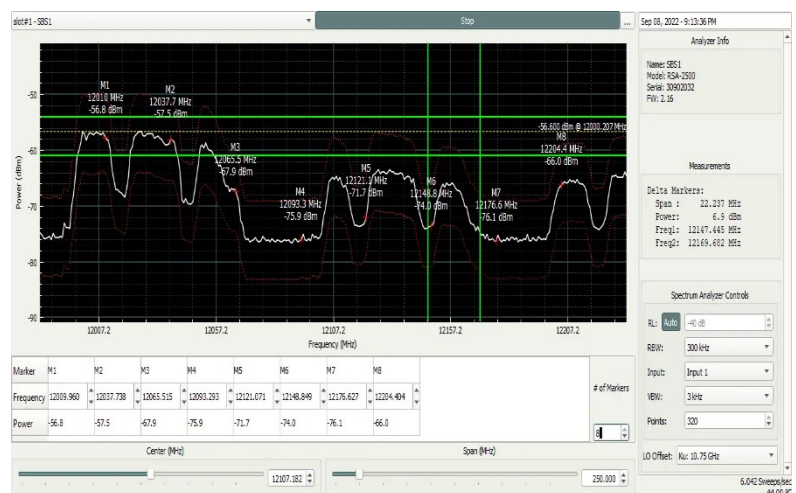 slot#1 - SBS1
Stop
...
Sep 08, 2022 - 9:13:36 PM
Analyzer Info
Name: SBS1
Model: RSA-2500
Serial: 30902032
FW: 2.16
Measurements
Delta Markers:
Span : 22.237 MHz
Power: 6.9 dBm
Freq1: 12147.445 MHz
Freq2: 12169.682 MHz
Spectrum Analyzer Controls
RL: Auto -40 dB
RBW: 300 kHz
Input: Input 1
VBW: 3 kHz
Points: 320
LO Offset: Ku: 10.75 GHz
6.042 Sweeps/sec
Power (dBm)
-50
-60
-70
-80
-90
M1
12010 MHz
-56.8 dBm
M2
12037.7 MHz
-57.5 dBm
M3
12065.5 MHz
-67.9 dBm
M4
12093.3 MHz
-75.9 dBm
M5
12121.1 MHz
-71.7 dBm
M6
12148.8 MHz
-74.0 dBm
M7
12176.6 MHz
-76.1 dBm
-56.600 dBm @ 12000.207 MHz
M8
12204.4 MHz
-66.0 dBm
12007.2 12057.2 12107.2 12157.2 12207.2
Frequency (MHz)
Marker M1 M2 M3 M4 M5 M6 M7 M8
Frequency 12009.960 12037.738 12065.515 12093.293 12121.071 12148.849 12176.627 12204.404
Power -56.8 -57.5 -67.9 -75.9 -71.7 -74.0 -76.1 -66.0
# of Markers
8
Center (MHz)
12107.182
Span (MHz)
250.000